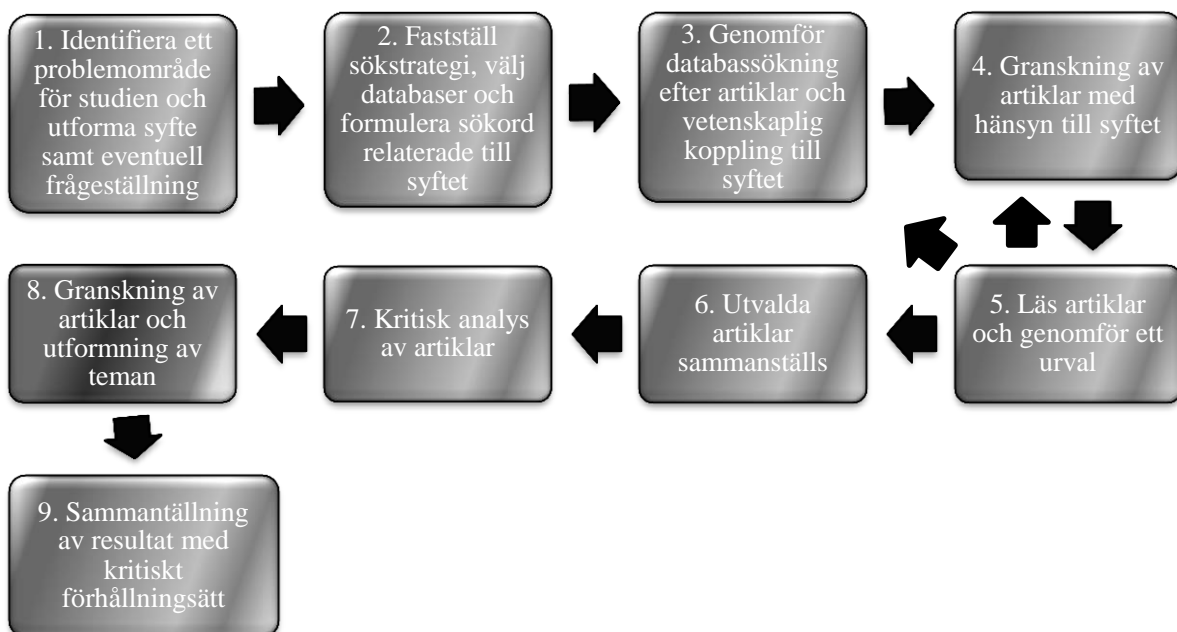 1. Identifiera ett
problemområde
för studien och
utforma syfte
samt eventuell
frågeställning
2. Fastställ
sökstrategi, välj
databaser och
formulera sökord
relaterade till
syftet
3. Genomför
databassökning
efter artiklar och
vetenskaplig
koppling till
syftet
4. Granskning av
artiklar med
hänsyn till syftet
5. Läs artiklar
och genomför ett
urval
6. Utvalda
artiklar
sammanställs
7. Kritisk analys
av artiklar
8. Granskning av
artiklar och
utformning av
teman
9. Sammantällning
av resultat med
kritiskt
förhållningsätt